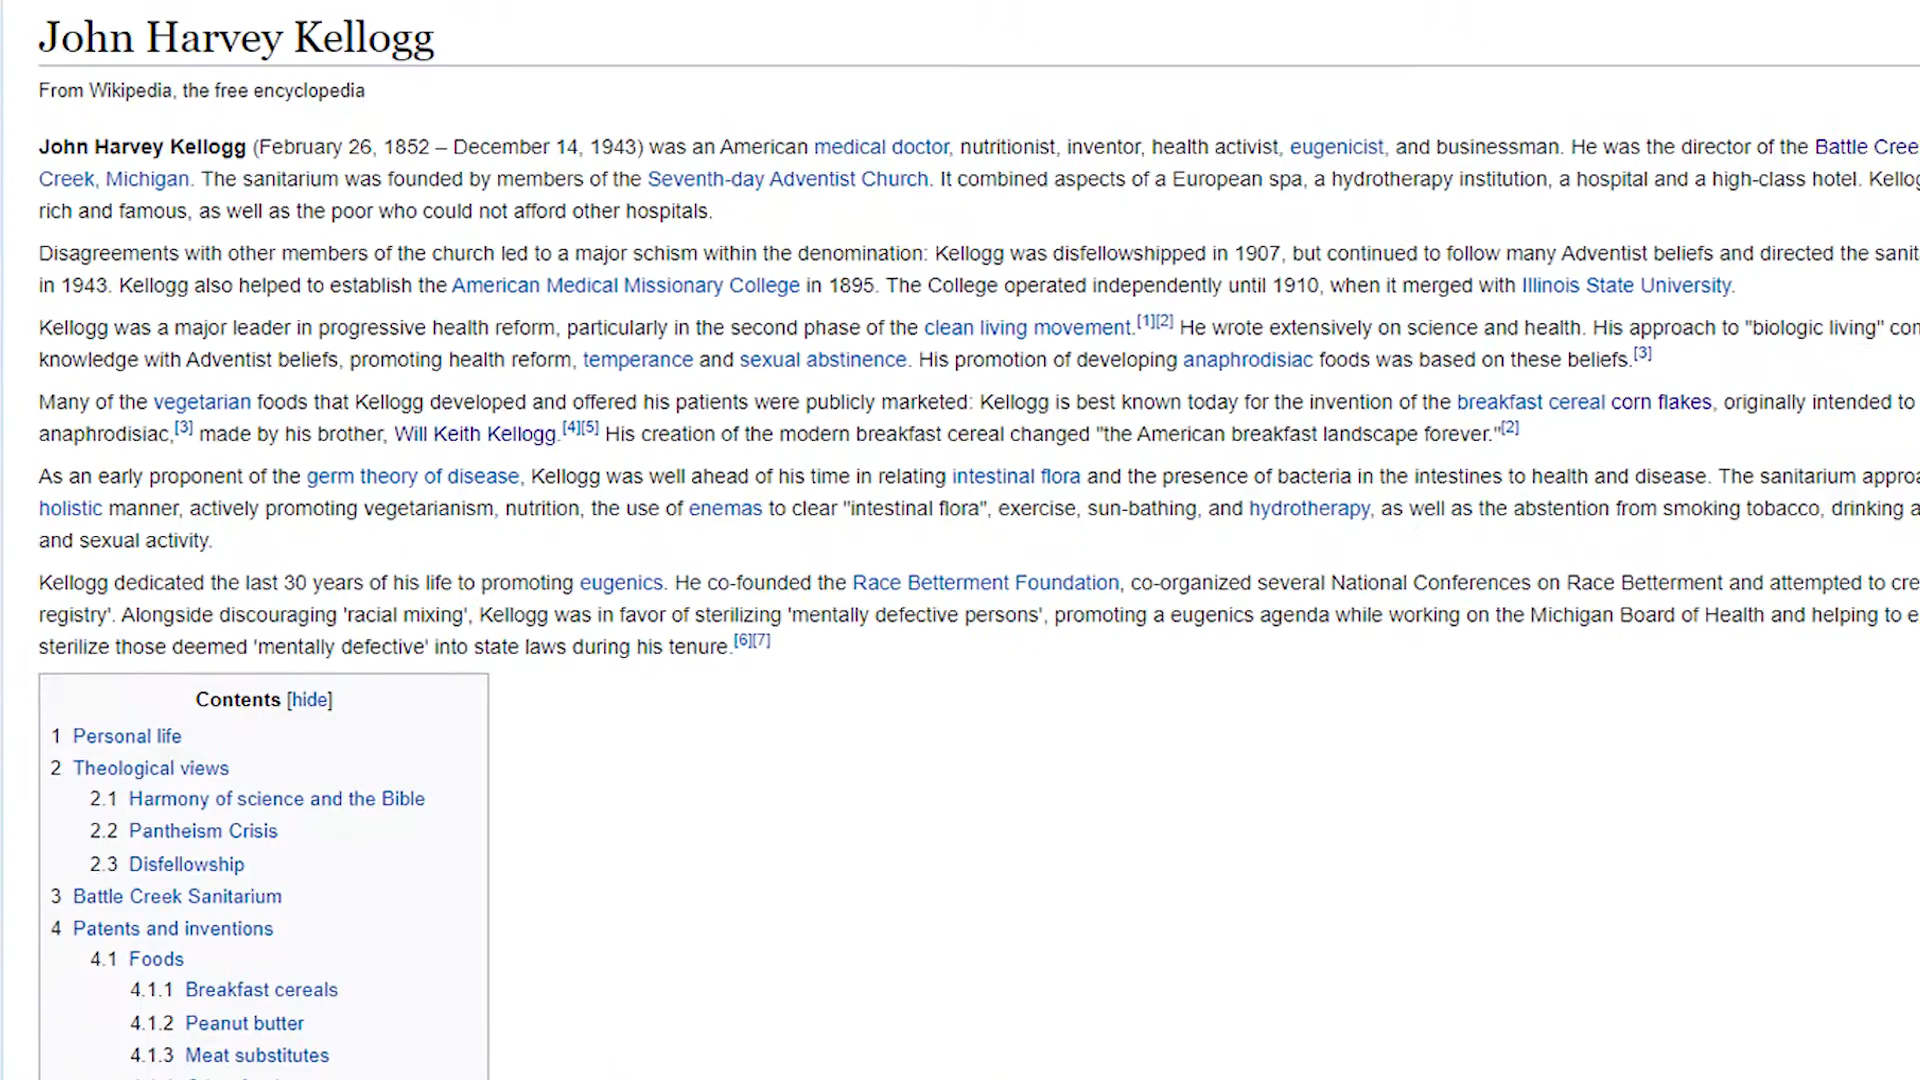 John Harvey Kellogg
From Wikipedia, the free encyclopedia
John Harvey Kellogg (February 26, 1852 – December 14, 1943) was an American medical doctor, nutritionist, inventor, health activist, eugenicist, and businessman. He was the director of the Battle
Creek, Michigan. The sanitarium was founded by members of the Seventh-day Adventist Church. It combined aspects of a European spa, a hydrotherapy institution, a hospital and a high-class hotel.
rich and famous, as well as the poor who could not afford other hospitals.
Disagreements with other members of the church led to a major schism within the denomination: Kellogg was disfellowshipped in 1907, but continued to follow many Adventist beliefs and directed the
in 1943. Kellogg also helped to establish the American Medical Missionary College in 1895. The College operated independently until 1910, when it merged with Illinois State University.
Kellogg was a major leader in progressive health reform, particularly in the second phase of the clean living movement.[1][2] He wrote extensively on science and health. His approach to "biologic living"
knowledge with Adventist beliefs, promoting health reform, temperance and sexual abstinence. His promotion of developing anaphrodisiac foods was based on these beliefs.[3]
Many of the vegetarian foods that Kellogg developed and offered his patients were publicly marketed: Kellogg is best known today for the invention of the breakfast cereal corn flakes, originally intended to
anaphrodisiac,[3] made by his brother, Will Keith Kellogg.[4][5] His creation of the modern breakfast cereal changed "the American breakfast landscape forever."[2]
As an early proponent of the germ theory of disease, Kellogg was well ahead of his time in relating intestinal flora and the presence of bacteria in the intestines to health and disease. The sanitarium
holistic manner, actively promoting vegetarianism, nutrition, the use of enemas to clear "intestinal flora", exercise, sun-bathing, and hydrotherapy, as well as the abstention from smoking tobacco, drinking
and sexual activity.
Kellogg dedicated the last 30 years of his life to promoting eugenics. He co-founded the Race Betterment Foundation, co-organized several National Conferences on Race Betterment and attempted to
registry'. Alongside discouraging 'racial mixing', Kellogg was in favor of sterilizing 'mentally defective persons', promoting a eugenics agenda while working on the Michigan Board of Health and helping to
sterilize those deemed 'mentally defective' into state laws during his tenure.[6][7]
Contents [hide]
1 Personal life
2 Theological views
2.1 Harmony of science and the Bible
2.2 Pantheism Crisis
2.3 Disfellowship
3 Battle Creek Sanitarium
4 Patents and inventions
4.1 Foods
4.1.1 Breakfast cereals
4.1.2 Peanut butter
4.1.3 Meat substitutes